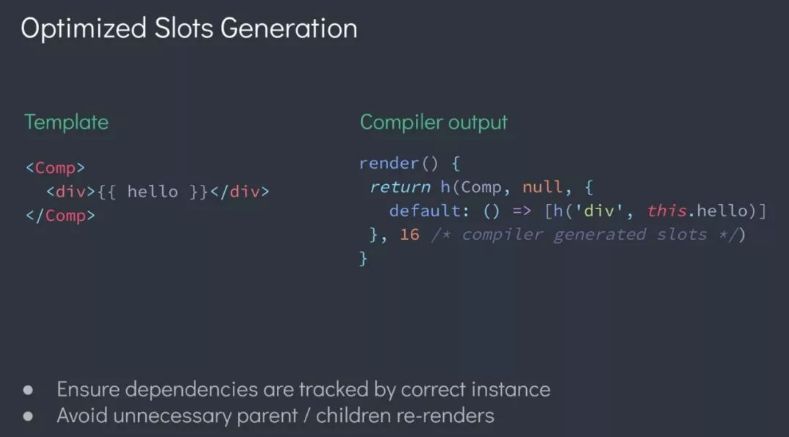 Optimized Slots Generation
Template
<Comp>
  <div>{{ hello }}</div>
</Comp>
Compiler output
render() {
 return h(Comp, null, {
   default: () => [h('div', this.hello)]
 }, 16 /* compiler generated slots */)
}
● Ensure dependencies are tracked by correct instance
● Avoid unnecessary parent / children re-renders